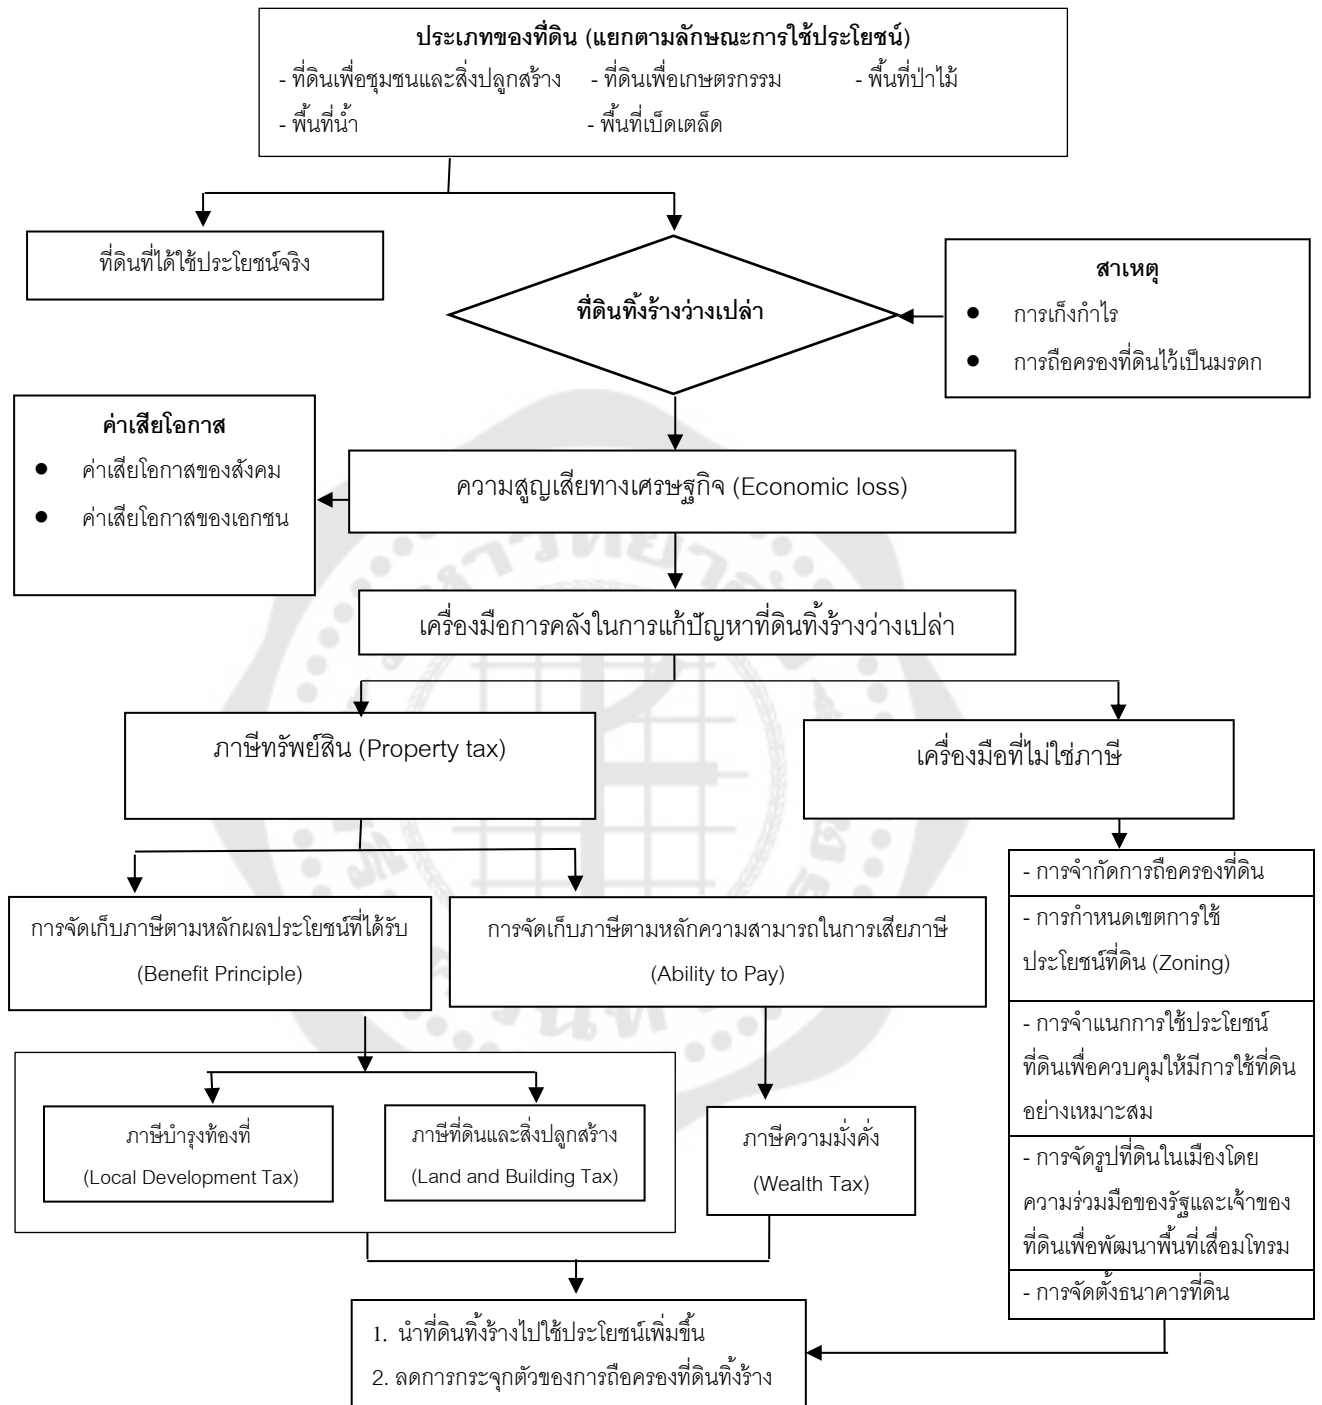 ประเภทของที่ดิน (แยกตามลักษณะการใช้ประโยชน์)
- ที่ดินเพื่อชุมชนและสิ่งปลูกสร้าง - ที่ดินเพื่อเกษตรกรรม - พื้นที่ป่าไม้
- พื้นที่น้ำ - พื้นที่เบ็ดเตล็ด
ที่ดินที่ได้ใช้ประโยชน์จริง
ที่ดินทิ้งร้างว่างเปล่า
สาเหตุ
● การเก็งกำไร
● การถือครองที่ดินไว้เป็นมรดก
ค่าเสียโอกาส
● ค่าเสียโอกาสของสังคม
● ค่าเสียโอกาสของเอกชน
ความสูญเสียทางเศรษฐกิจ (Economic loss)
เครื่องมือการคลังในการแก้ปัญหาที่ดินทิ้งร้างว่างเปล่า
ภาษีทรัพย์สิน (Property tax)
เครื่องมือที่ไม่ใช่ภาษี
การจัดเก็บภาษีตามหลักผลประโยชน์ที่ได้รับ
(Benefit Principle)
การจัดเก็บภาษีตามหลักความสามารถในการเสียภาษี
(Ability to Pay)
- การจำกัดการถือครองที่ดิน
- การกำหนดเขตการใช้
ประโยชน์ที่ดิน (Zoning)
- การจำแนกการใช้ประโยชน์
ที่ดินเพื่อควบคุมให้มีการใช้ที่ดิน
อย่างเหมาะสม
- การจัดรูปที่ดินในเมืองโดย
ความร่วมมือของรัฐและเจ้าของ
ที่ดินเพื่อพัฒนาพื้นที่เสื่อมโทรม
- การจัดตั้งธนาคารที่ดิน
ภาษีบำรุงท้องที่
(Local Development Tax)
ภาษีที่ดินและสิ่งปลูกสร้าง
(Land and Building Tax)
ภาษีความมั่งคั่ง
(Wealth Tax)
1. นำที่ดินทิ้งร้างไปใช้ประโยชน์เพิ่มขึ้น
2. ลดการกระจุกตัวของการถือครองที่ดินทิ้งร้าง